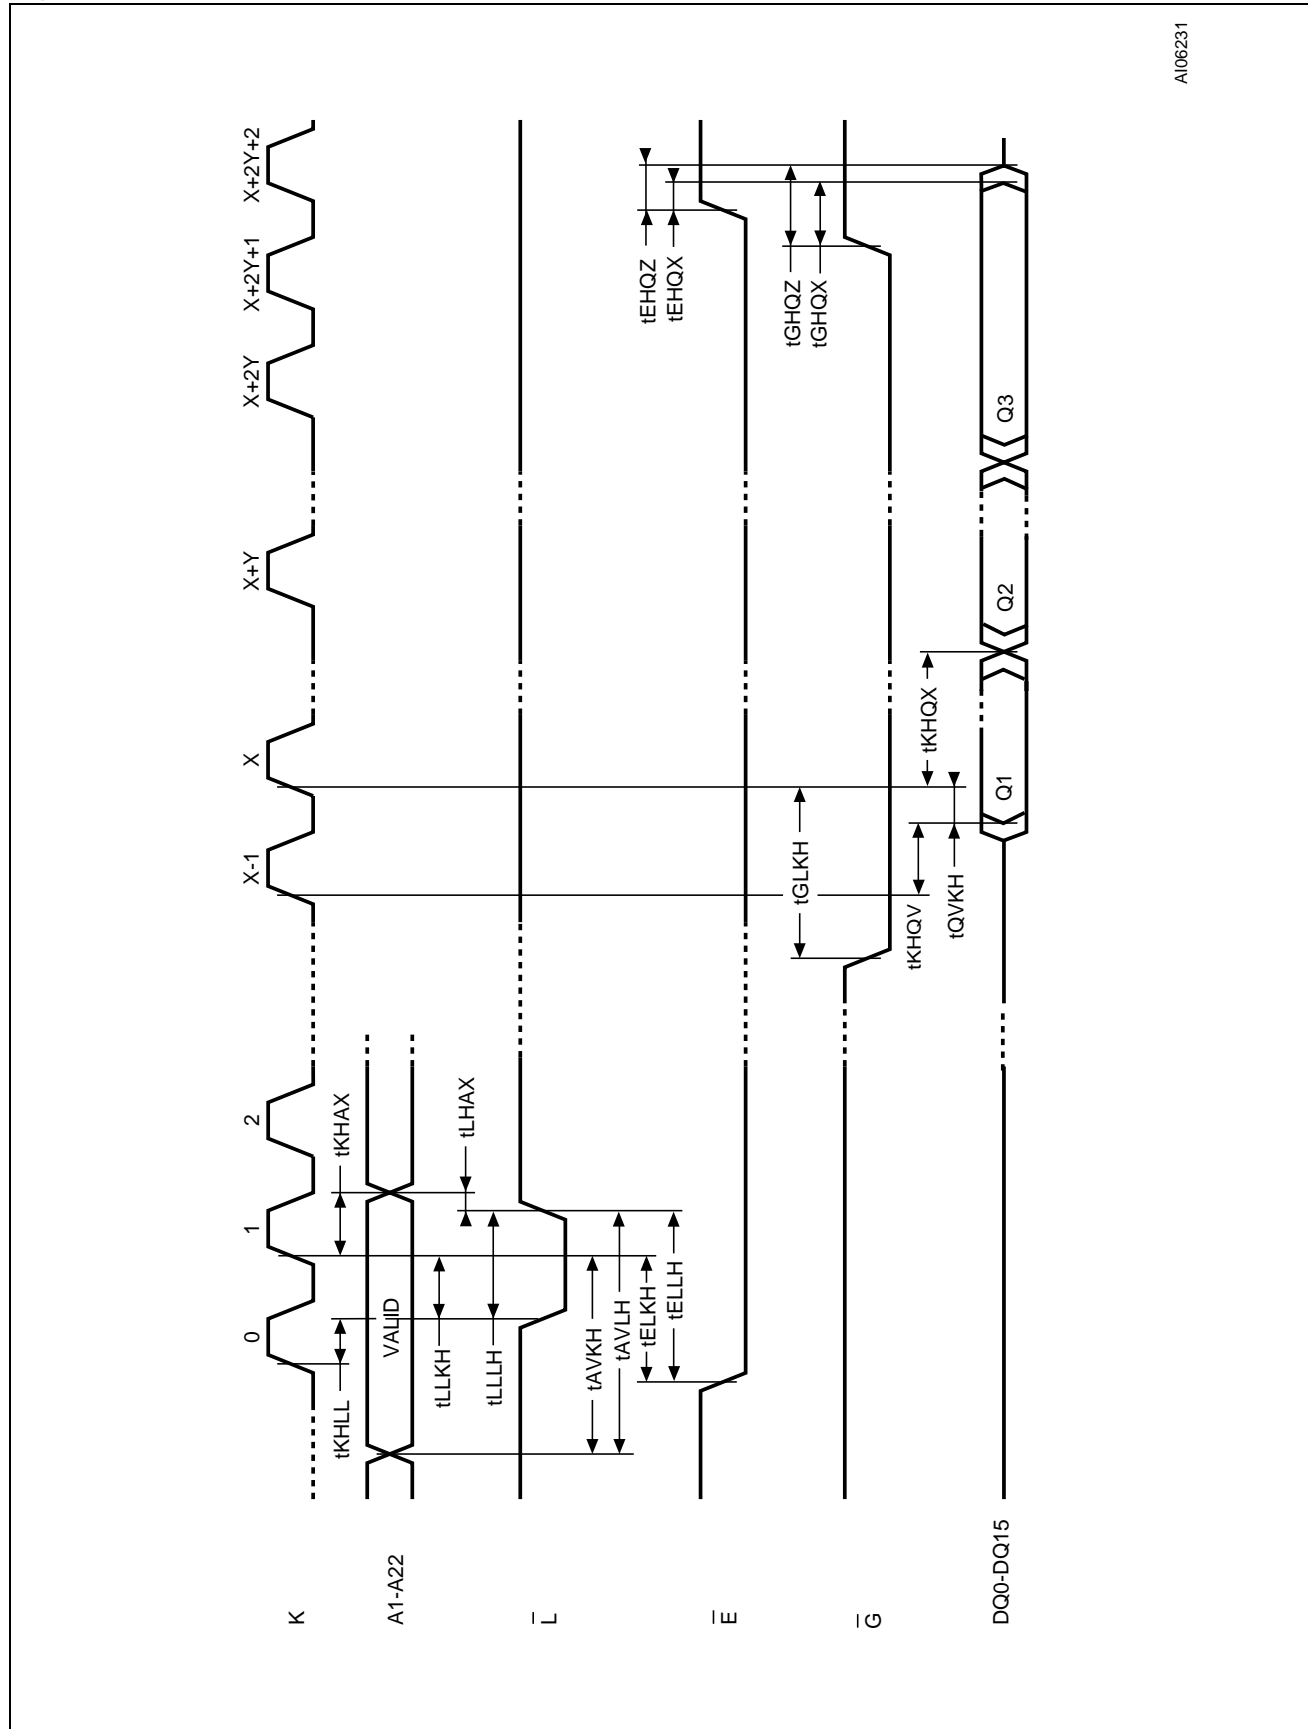 K
0
1
2
X-1
X
X+Y
X+2Y
X+2Y+1
X+2Y+2
tKHLL
tKHAX
A1-A22
VALID
tLLKH
tLHAX
tLLLH
L
tAVKH
tAVLH
tELKH
tELLH
tEHQZ
tEHQX
E
tGLKH
tGHQZ
tGHQX
G
tKHQV
tKHQX
tQVKH
DQ0-DQ15
Q1
Q2
Q3
AI06231